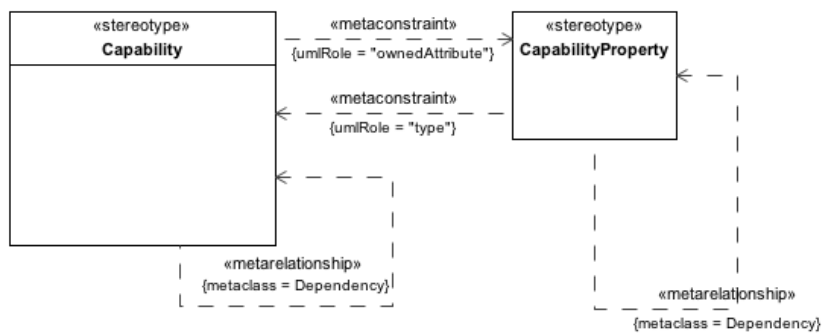 «stereotype»
Capability
«metaconstraint»
{umlRole = "ownedAttribute"}
«stereotype»
CapabilityProperty
«metaconstraint»
{umlRole = "type"}
«metarelationship»
{metaclass = Dependency}
«metarelationship»
{metaclass = Dependency}